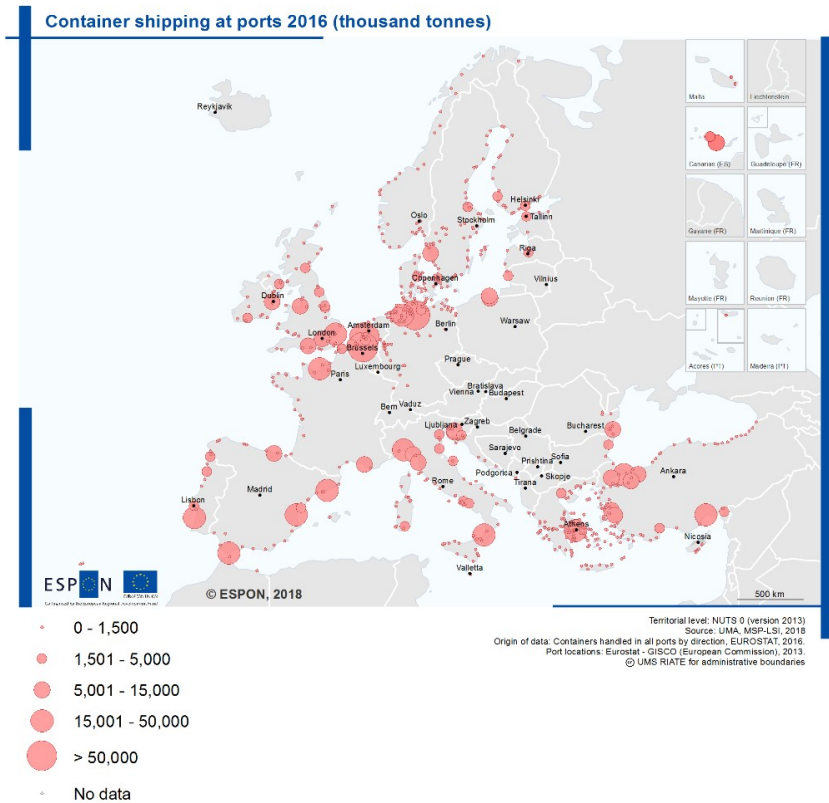 Container shipping at ports 2016 (thousand tonnes)
Reykjavik
Malta
Liechtenstein
Canarian (ES)
Guadeloupe (FR)
Guyane (FR)
Martinique (FR)
Mayotte (FR)
Reunion (FR)
Acores (PT)
Madeira (PT)
Helsinki
Oslo
Stockholm
Tallinn
Riga
Copenhagen
Vilnius
Dublin
Amsterdam
London
Berlin
Warsaw
Brussels
Luxembourg
Prague
Paris
Bratislava
Vienna
Budapest
Bern
Vaduz
Ljubljana
Zagreb
Belgrade
Bucharest
Sarajevo
Prishtina
Sofia
Podgorica
Skopje
Rome
Tirana
Ankara
Madrid
Lisbon
Athens
Nicosia
Valletta
ESPON
© ESPON, 2018
500 km
Territorial level: NUTS 0 (version 2013)
Source: UMA, MSP-LSI, 2018
Origin of data: Containers handled in all ports by direction, EUROSTAT, 2016.
Port locations: Eurostat - GISCO (European Commission), 2013.
UMS RIATE for administrative boundaries
0 - 1,500
1,501 - 5,000
5,001 - 15,000
15,001 - 50,000
> 50,000
No data